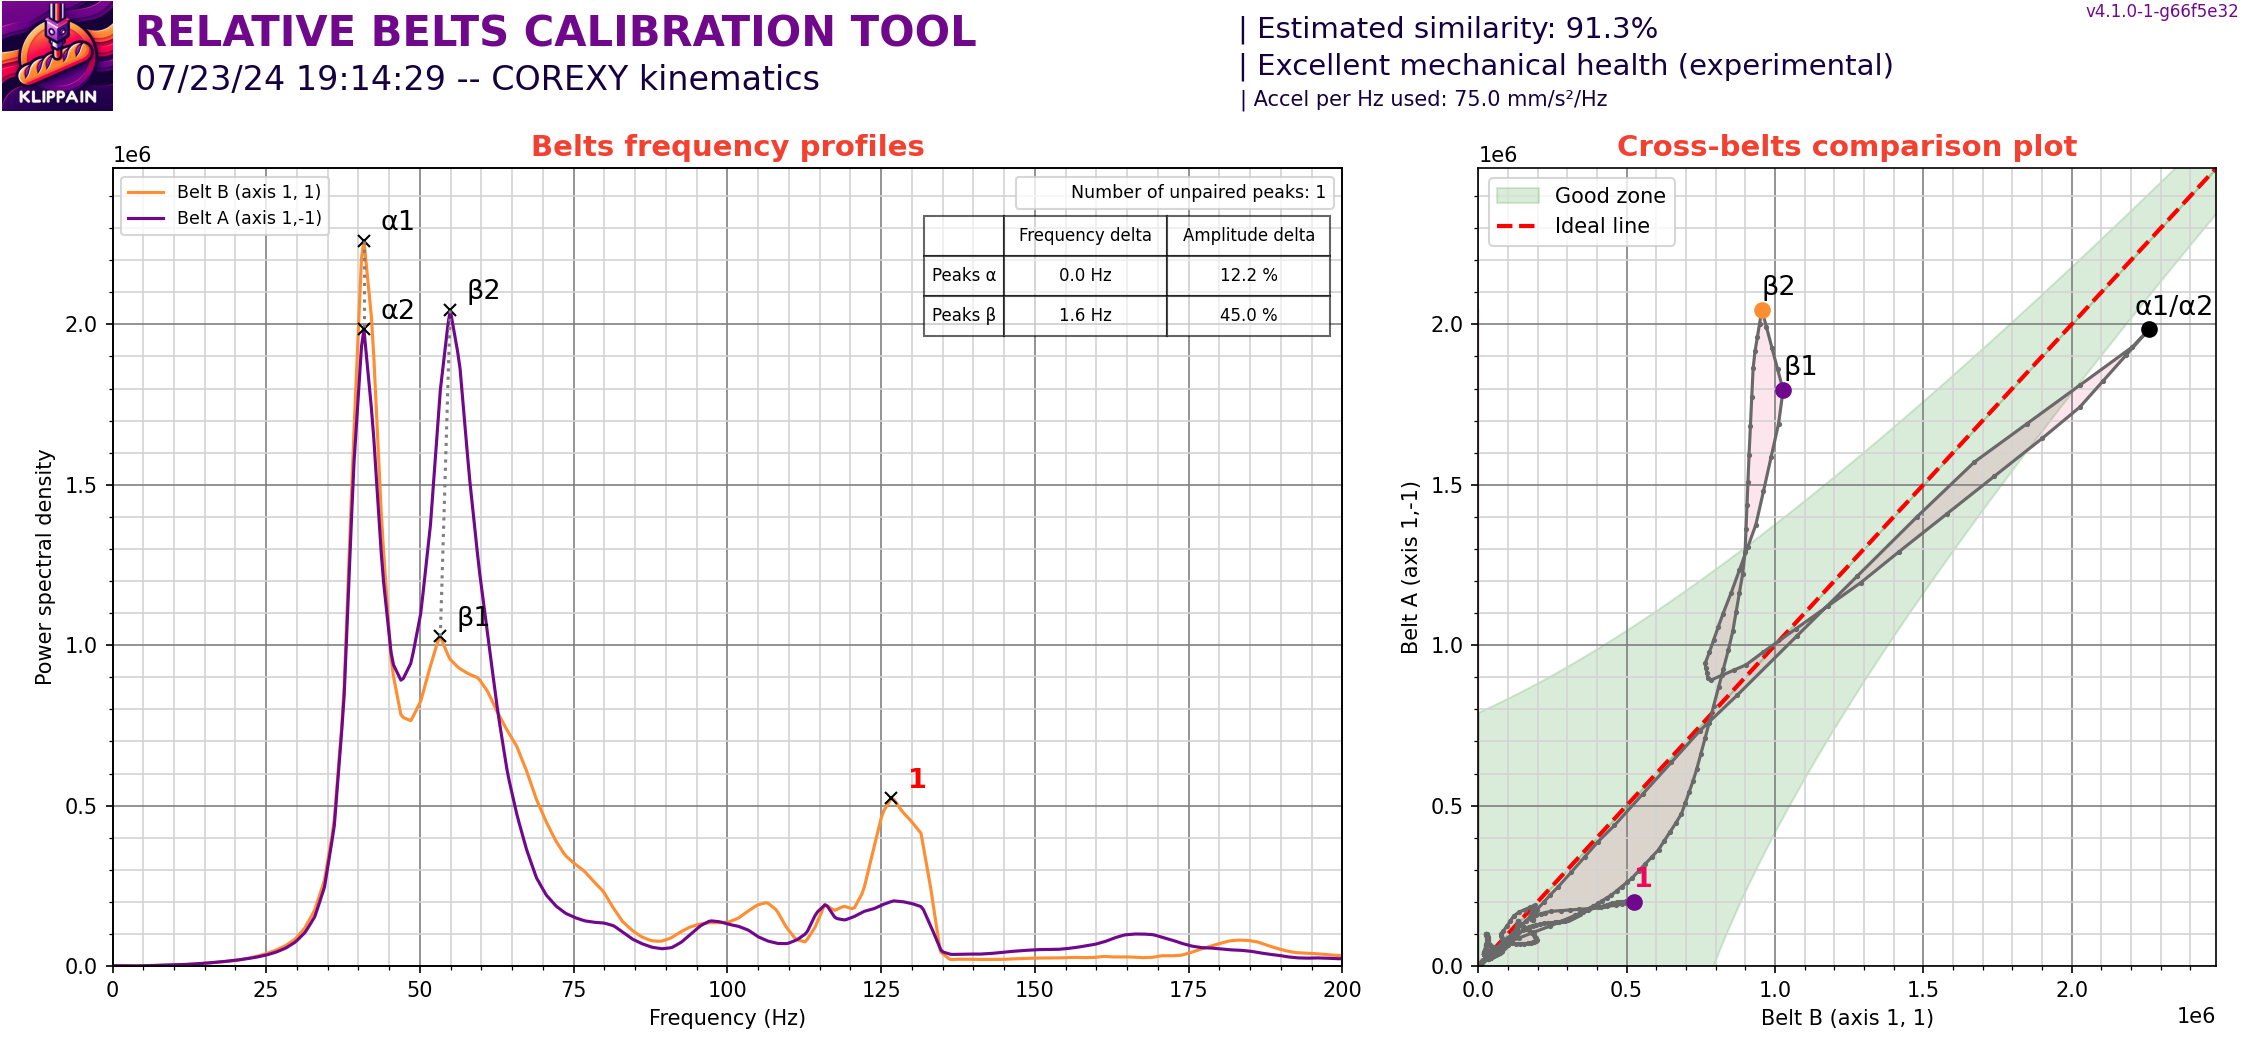 KLIPPAIN
RELATIVE BELTS CALIBRATION TOOL
07/23/24 19:14:29 -- COREXY kinematics
| Estimated similarity: 91.3%
| Excellent mechanical health (experimental)
| Accel per Hz used: 75.0 mm/s²/Hz
v4.1.0-1-g66f5e32
Belts frequency profiles
1e6
Belt B (axis 1, 1)
Belt A (axis 1,-1)
Number of unpaired peaks: 1
Frequency delta Amplitude delta
Peaks α 0.0 Hz 12.2 %
Peaks β 1.6 Hz 45.0 %
α1
α2
β2
β1
1
2.0
1.5
1.0
0.5
0.0
Power spectral density
0 25 50 75 100 125 150 175 200
Frequency (Hz)
Cross-belts comparison plot
1e6
Good zone
Ideal line
β2
α1/α2
β1
1
2.0
1.5
1.0
0.5
0.0
Belt A (axis 1,-1)
0.0 0.5 1.0 1.5 2.0
Belt B (axis 1, 1)
1e6